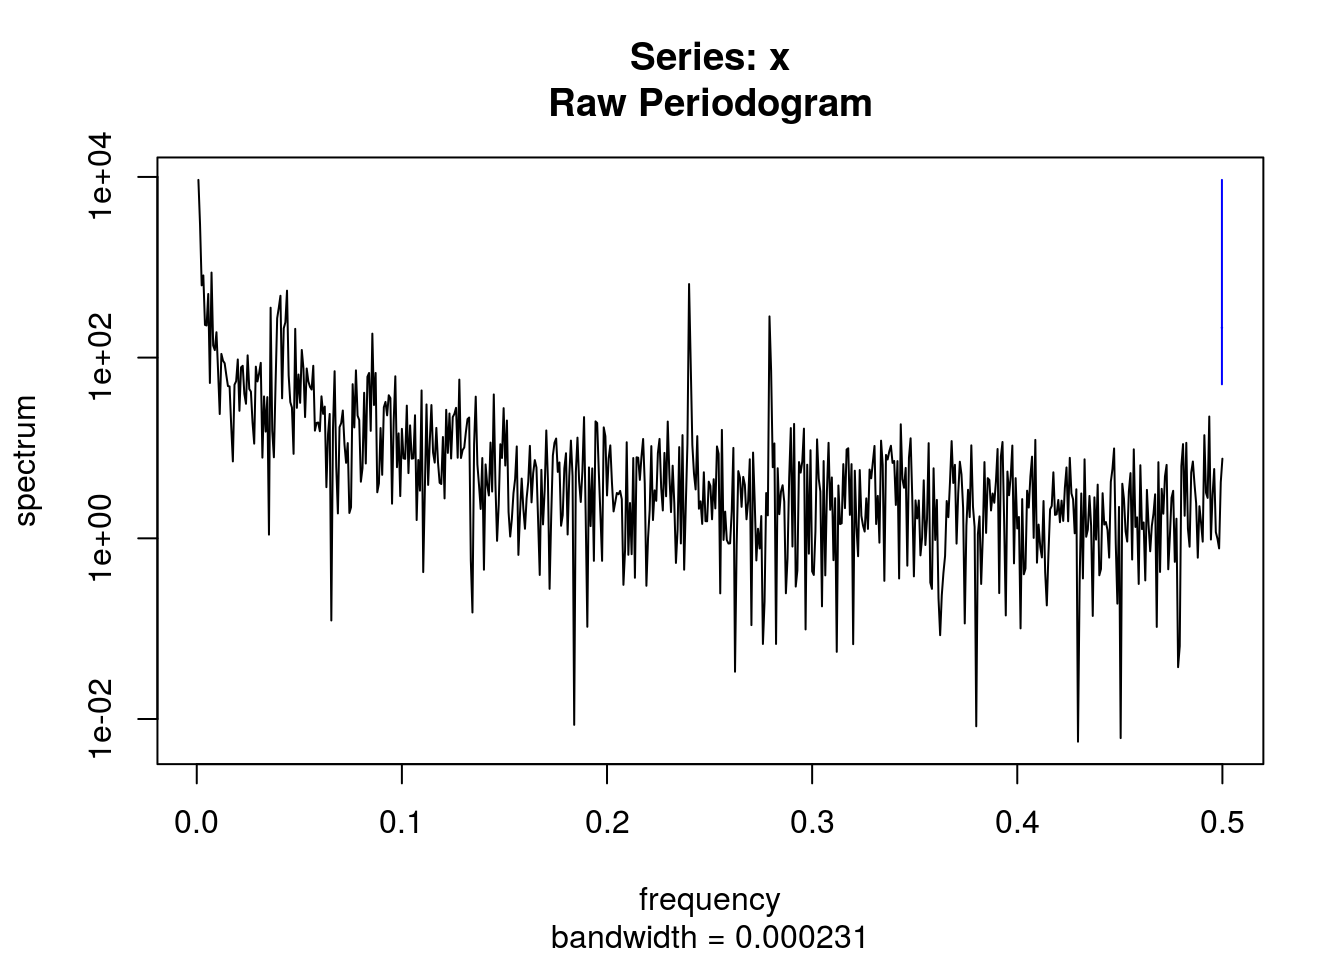 Series: x
Raw Periodogram
spectrum
1e+04
1e+02
1e+00
1e-02
0.0 0.1 0.2 0.3 0.4 0.5
frequency
bandwidth = 0.000231